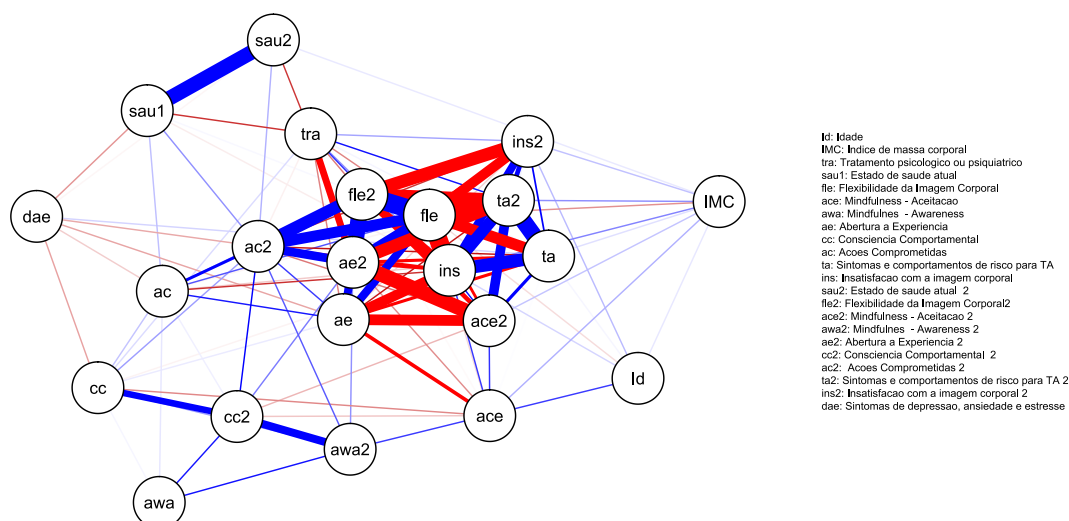 sau2
sau1
tra
ins2
fle2
ta2
IMC
dae
fle
ac2
ae2
ins
ta
ac
ae
ace2
Id
cc
cc2
ace
awa2
awa
Id: Idade
IMC: Indice de massa corporal
tra: Tratamento psicologico ou psiquiatrico
sau1: Estado de saude atual
fle: Flexibilidade da Imagem Corporal
ace: Mindfulness - Aceitacao
awa: Mindfulnes - Awareness
ae: Abertura a Experiencia
cc: Consciencia Comportamental
ac: Acoes Comprometidas
ta: Sintomas e comportamentos de risco para TA
ins: Insatisfacao com a imagem corporal
sau2: Estado de saude atual 2
fle2: Flexibilidade da Imagem Corporal2
ace2: Mindfulness - Aceitacao 2
awa2: Mindfulnes - Awareness 2
ae2: Abertura a Experiencia 2
cc2: Consciencia Comportamental 2
ac2: Acoes Comprometidas 2
ta2: Sintomas e comportamentos de risco para TA 2
ins2: Insatisfacao com a imagem corporal 2
dae: Sintomas de depressao, ansiedade e estresse